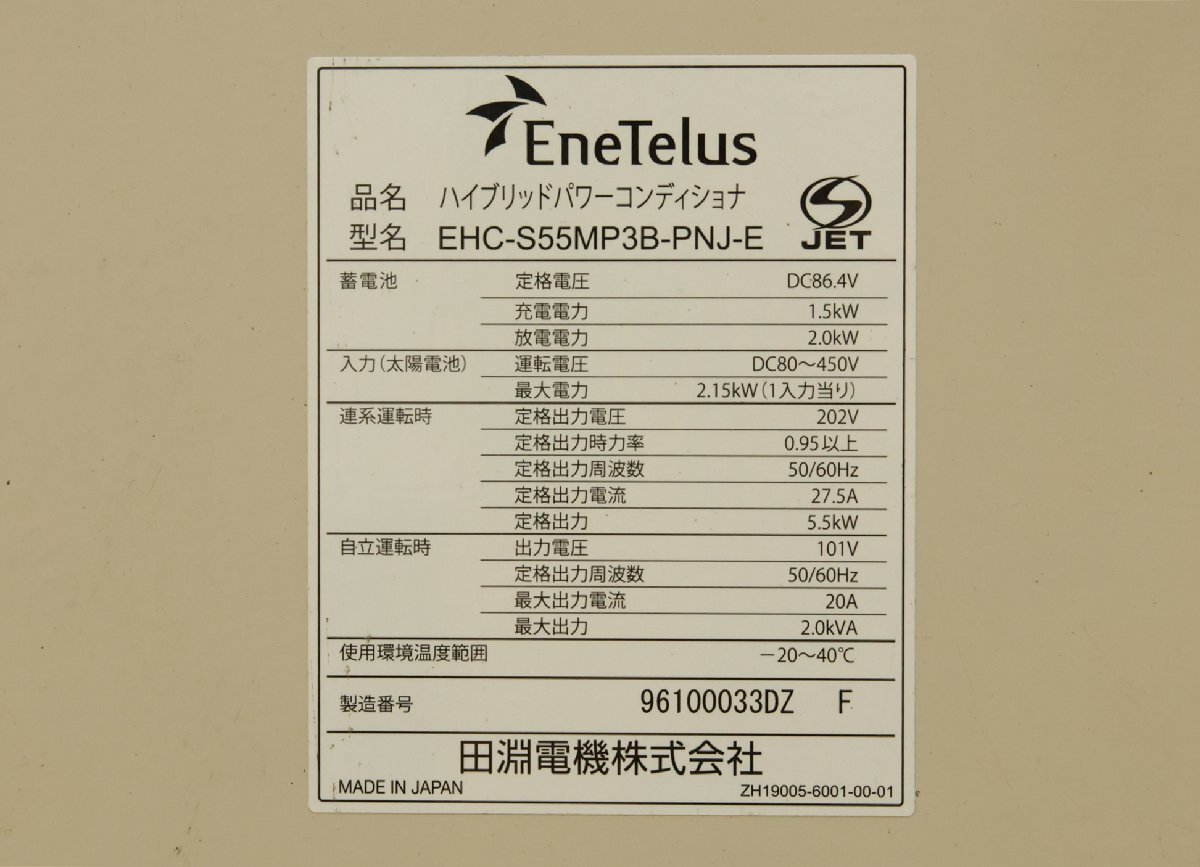 EneTelus
品名 ハイブリッドパワーコンディショナ
型名 EHC-S55MP3B-PNJ-E
JET
蓄電池 定格電圧 DC86.4V
充電電力 1.5kW
放電電力 2.0kW
入力(太陽電池) 運転電圧 DC80〜450V
最大電力 2.15kW(1入力当り)
連系運転時 定格出力電圧 202V
定格出力時力率 0.95以上
定格出力周波数 50/60Hz
定格出力電流 27.5A
定格出力 5.5kW
自立運転時 出力電圧 101V
定格出力周波数 50/60Hz
最大出力電流 20A
最大出力 2.0kVA
使用環境温度範囲 −20〜40℃
製造番号 96100033DZ F
田淵電機株式会社
MADE IN JAPAN ZH19005-6001-00-01